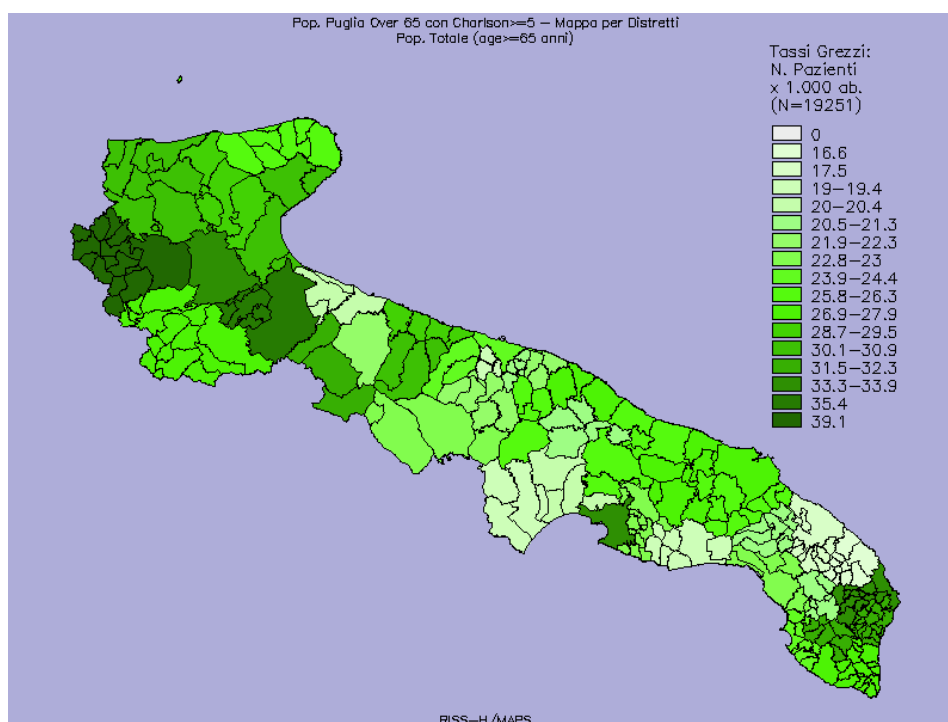 Pop. Puglia Over 65 con Charlson>=5 – Mappa per Distretti
Pop. Totale (age>=65 anni)
Tassi Grezzi:
N. Pazienti
x 1.000 ab.
(N=19251)
0
16.6
17.5
19–19.4
20–20.4
20.5–21.3
21.9–22.3
22.8–23
23.9–24.4
25.8–26.3
26.9–27.9
28.7–29.5
30.1–30.9
31.5–32.3
33.3–33.9
35.4
39.1
RISS–H /MAPS